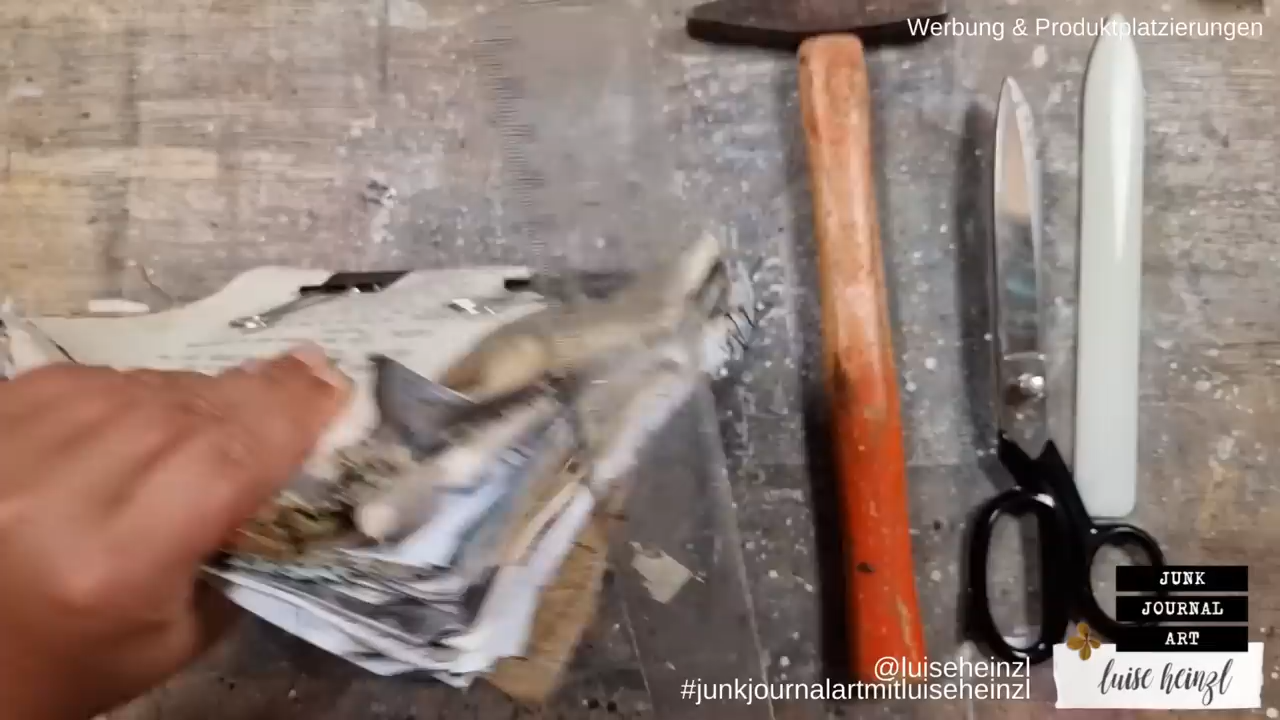 Werbung & Produktplatzierungen
JUNK
JOURNAL
ART
luise heinzl
@luiseheinzl
#junkjournalartmitluiseheinzl